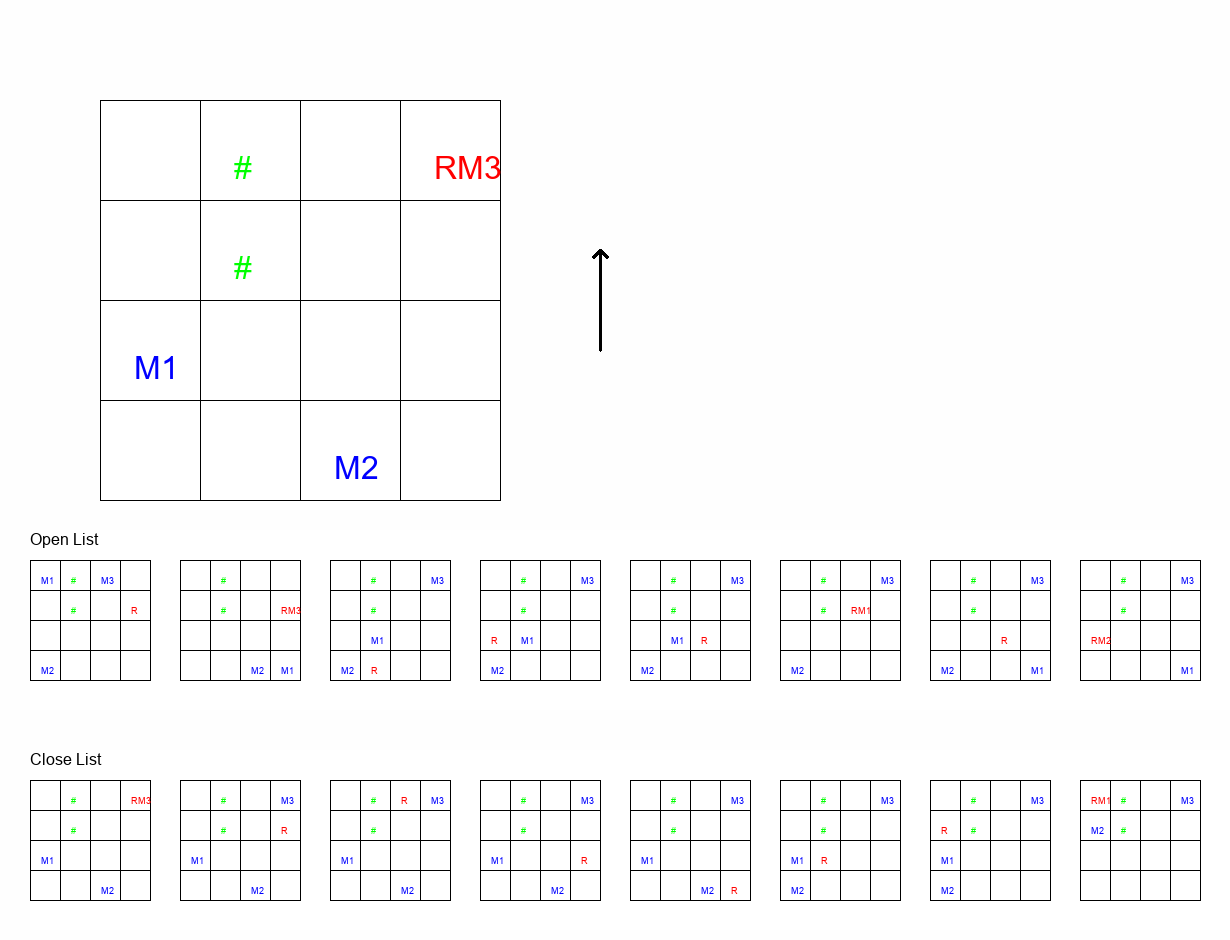 # RM3
#
M1
M2
Open List
M1 # M3 # # M3 # M3 # M3 # M3 # M3 # M3
# R # RM3 # # # # RM1 # #
M1 R M1 M1 R R RM2
M2 M2 M1 M2 R M2 M2 M2 M2 M1 M1
Close List
# RM3 # M3 # R M3 # M3 # M3 # M3 # M3 RM1 # M3
# # R # # # # R # M2 #
M1 M1 M1 M1 R M1 M1 R M1
M2 M2 M2 M2 M2 R M2 M2